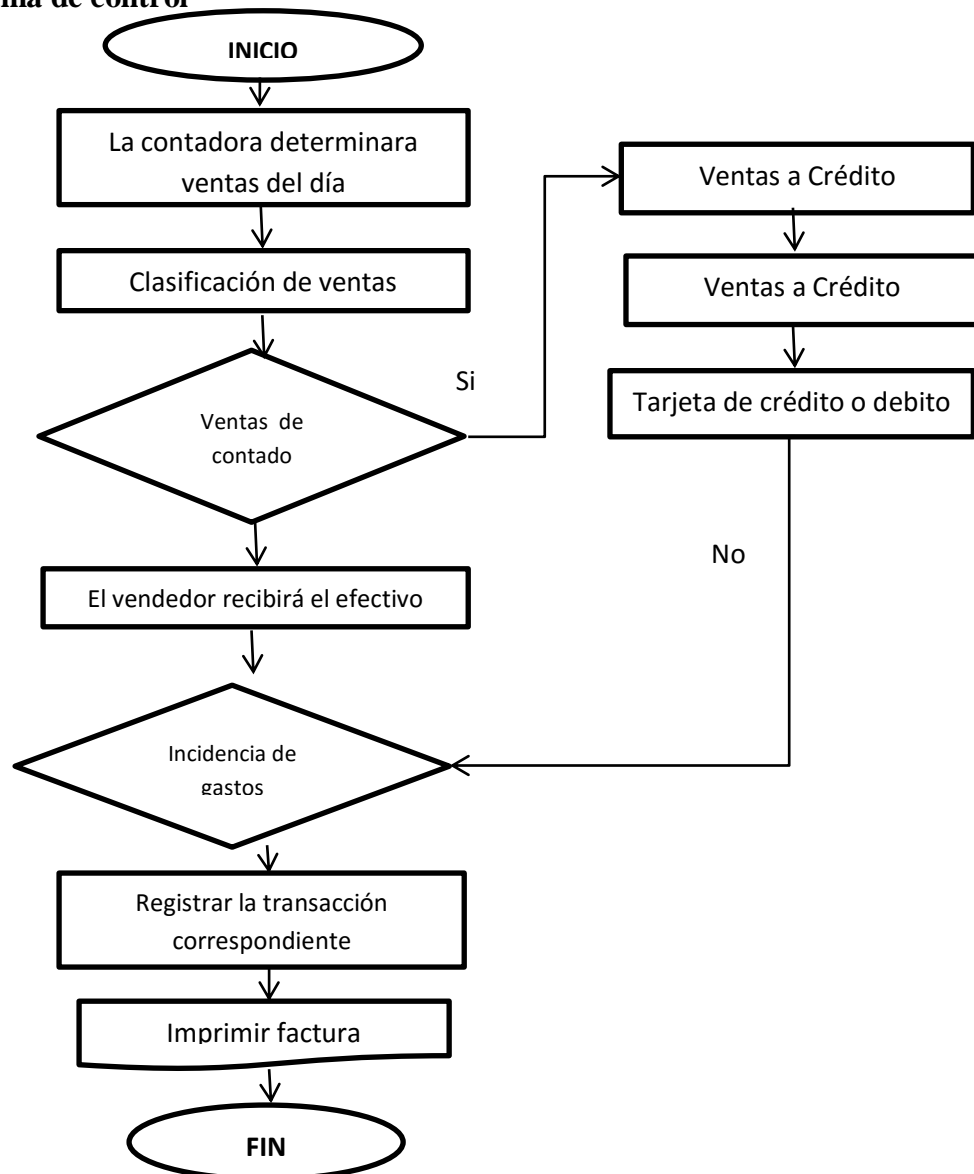 ma de control
INICIO
La contadora determinara
ventas del día
Clasificación de ventas
Ventas de
contado
Si
Ventas a Crédito
Ventas a Crédito
Tarjeta de crédito o debito
No
El vendedor recibirá el efectivo
Incidencia de
gastos
Registrar la transacción
correspondiente
Imprimir factura
FIN